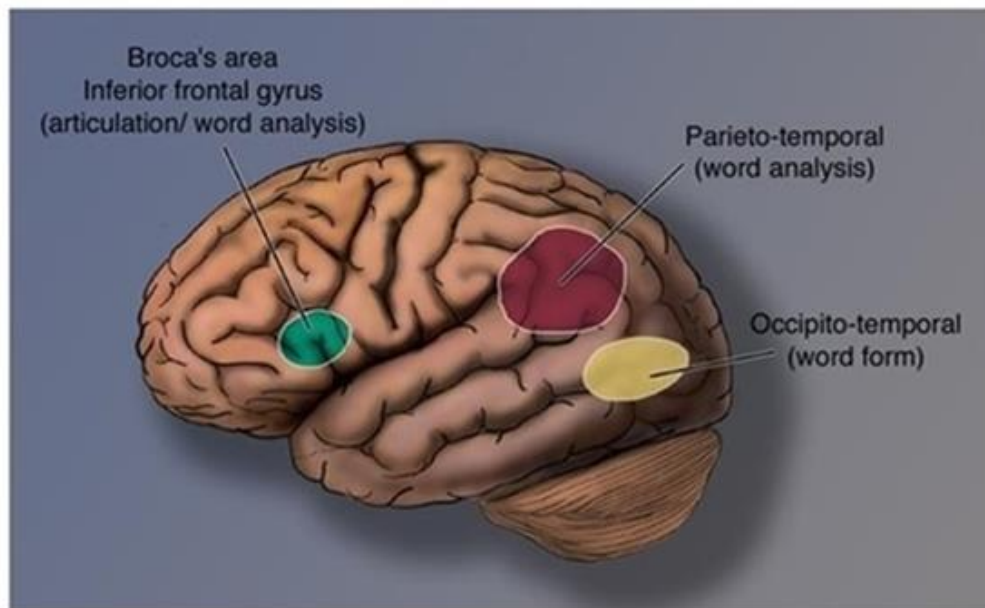 Broca's area
Inferior frontal gyrus
(articulation/ word analysis)
Parieto-temporal
(word analysis)
Occipito-temporal
(word form)